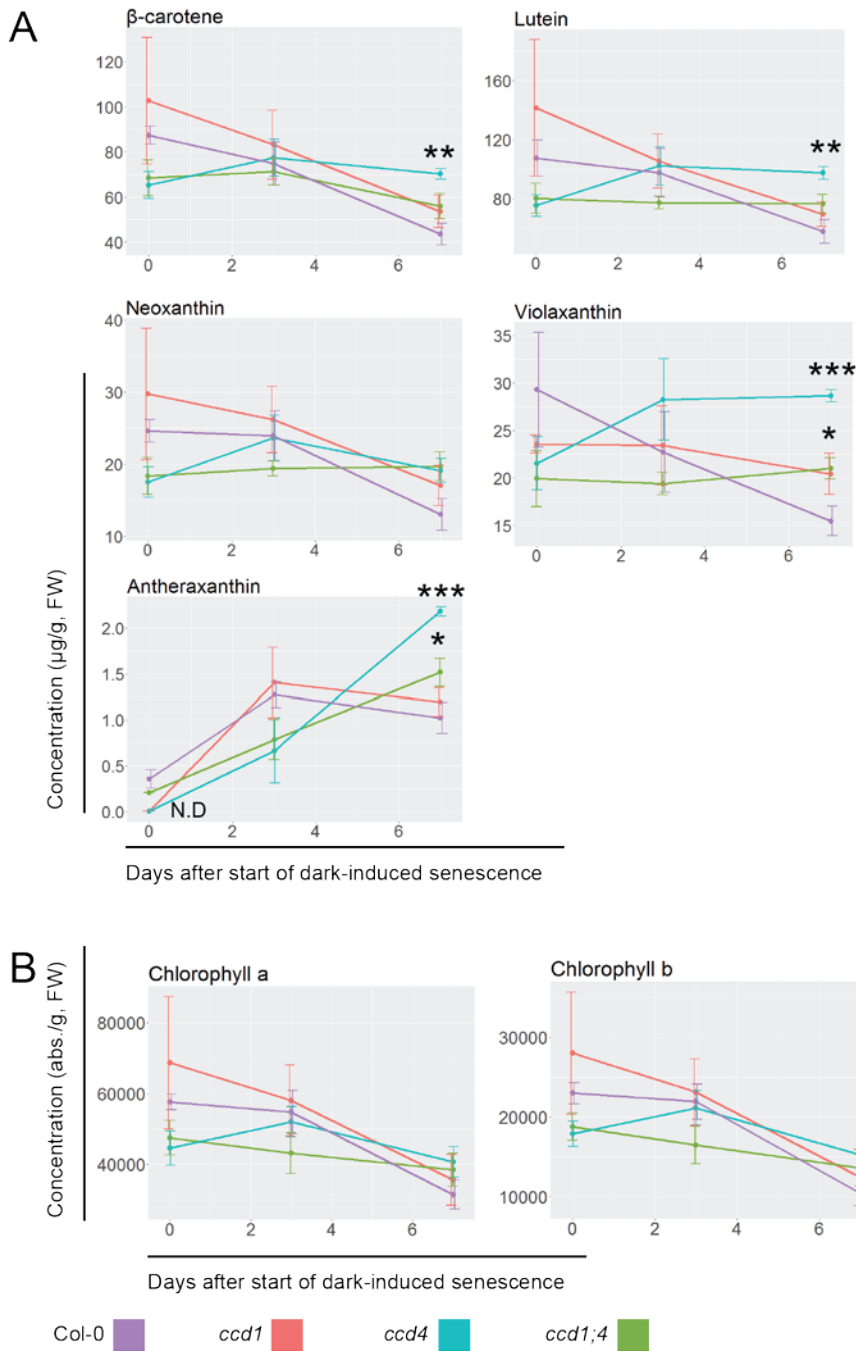 A
β-carotene
Lutein
120
100
80
60
40
0 2 4 6
160
120
80
0 2 4 6
**
**
Neoxanthin
Violaxanthin
40
30
20
10
0 2 4 6
35
30
25
20
15
0 2 4 6
***
*
Antheraxanthin
***
*
2.0
1.5
1.0
0.5
0.0
N.D
0 2 4 6
Concentration (µg/g, FW)
Days after start of dark-induced senescence
B
Concentration (abs./g, FW)
Chlorophyll a
Chlorophyll b
80000
60000
40000
0 2 4 6
30000
20000
10000
0 2 4 6
Days after start of dark-induced senescence
Col-0 ccd1 ccd4 ccd1;4